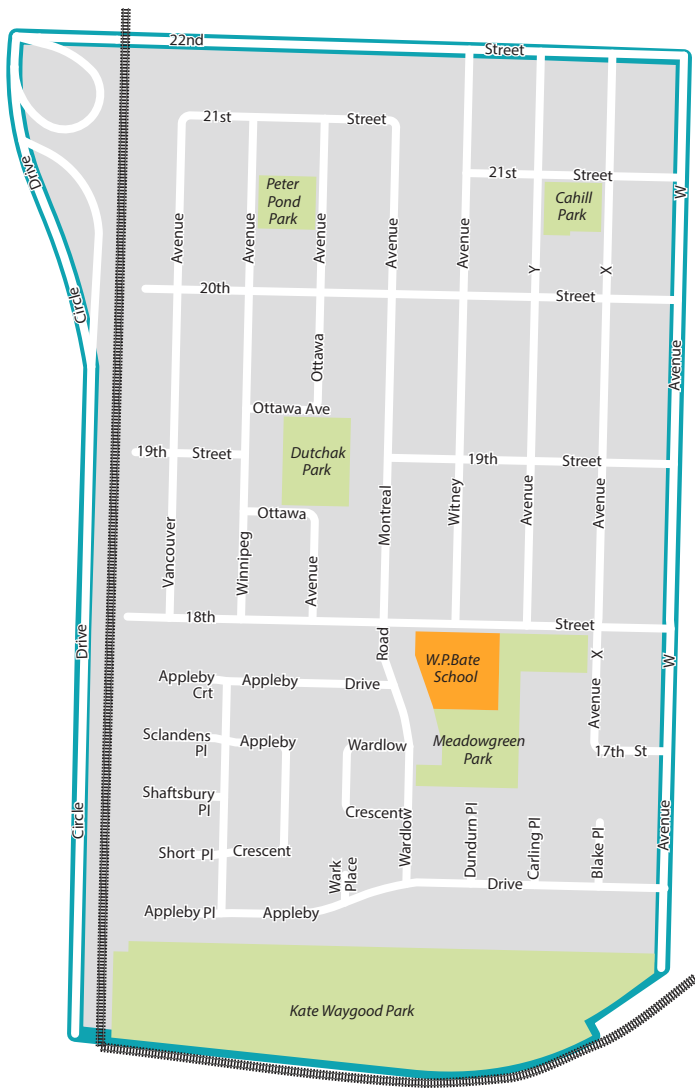 22nd
Street
21st
Street
21st
Street
Drive
Peter
Pond
Park
Cahill
Park
W
Avenue
Avenue
Avenue
Avenue
Avenue
Y
X
20th
Street
Circle
Ottawa
Avenue
Ottawa Ave
19th
Street
Dutchak
Park
19th
Street
Ottawa
Montreal
Witney
Avenue
Avenue
Vancouver
Winnipeg
Avenue
18th
Street
Drive
Road
W.P.Bate
School
X
W
Appleby
Crt
Appleby
Drive
Avenue
Sclandens
Pl
Appleby
Wardlow
Meadowgreen
Park
17th St
Shaftsbury
Pl
Crescent
Circle
Wardlow
Dundurn Pl
Carling Pl
Blake Pl
Avenue
Short Pl
Crescent
Wark
Place
Drive
Appleby Pl
Appleby
Kate Waygood Park